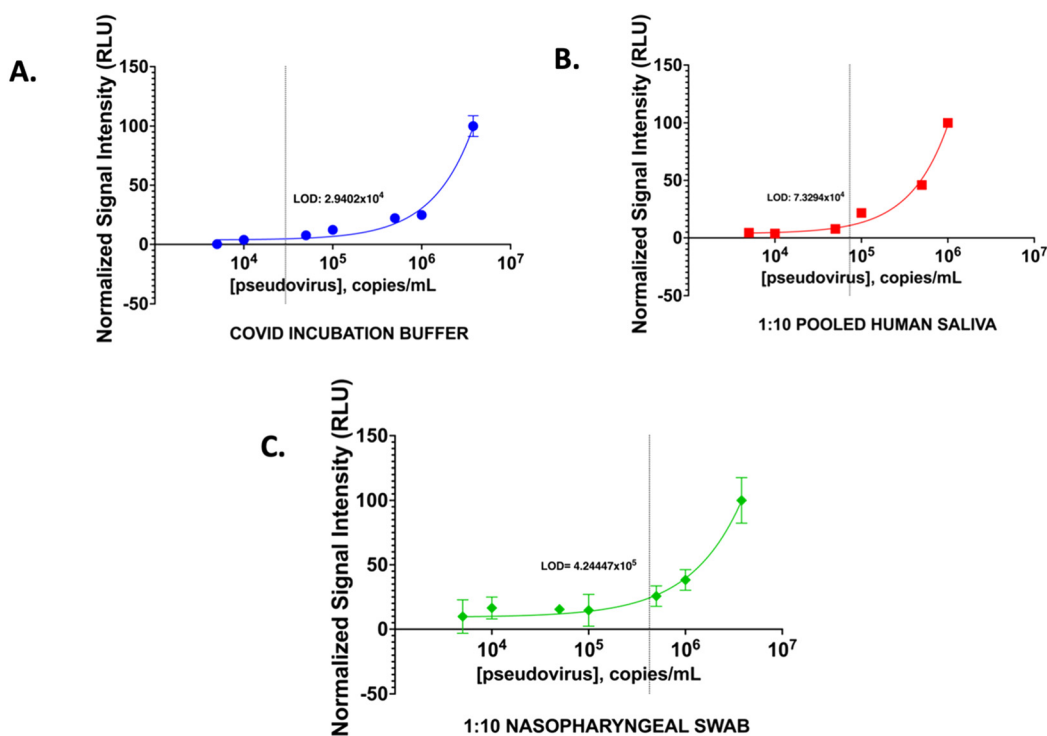 A.
Normalized Signal Intensity (RLU)
150
100
50
0
-50
LOD: 2.9402x10⁴
10⁴ 10⁵ 10⁶ 10⁷
[pseudovirus], copies/mL
COVID INCUBATION BUFFER
B.
Normalized Signal Intensity (RLU)
150
100
50
0
-50
LOD: 7.3294x10⁴
10⁴ 10⁵ 10⁶ 10⁷
[pseudovirus], copies/mL
1:10 POOLED HUMAN SALIVA
C.
Normalized Signal Intensity (RLU)
150
100
50
0
-50
LOD= 4.24447x10⁵
10⁴ 10⁵ 10⁶ 10⁷
[pseudovirus], copies/mL
1:10 NASOPHARYNGEAL SWAB